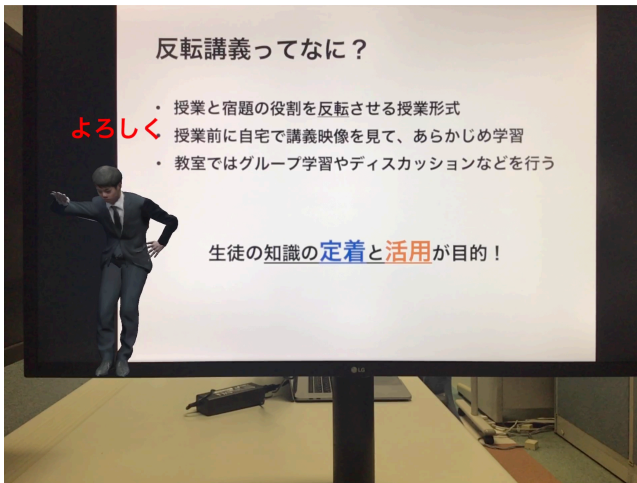 反転講義ってなに？
・ 授業と宿題の役割を反転させる授業形式
よろしく
・ 授業前に自宅で講義映像を見て、あらかじめ学習
・ 教室ではグループ学習やディスカッションなどを行う
生徒の知識の定着と活用が目的！
LG